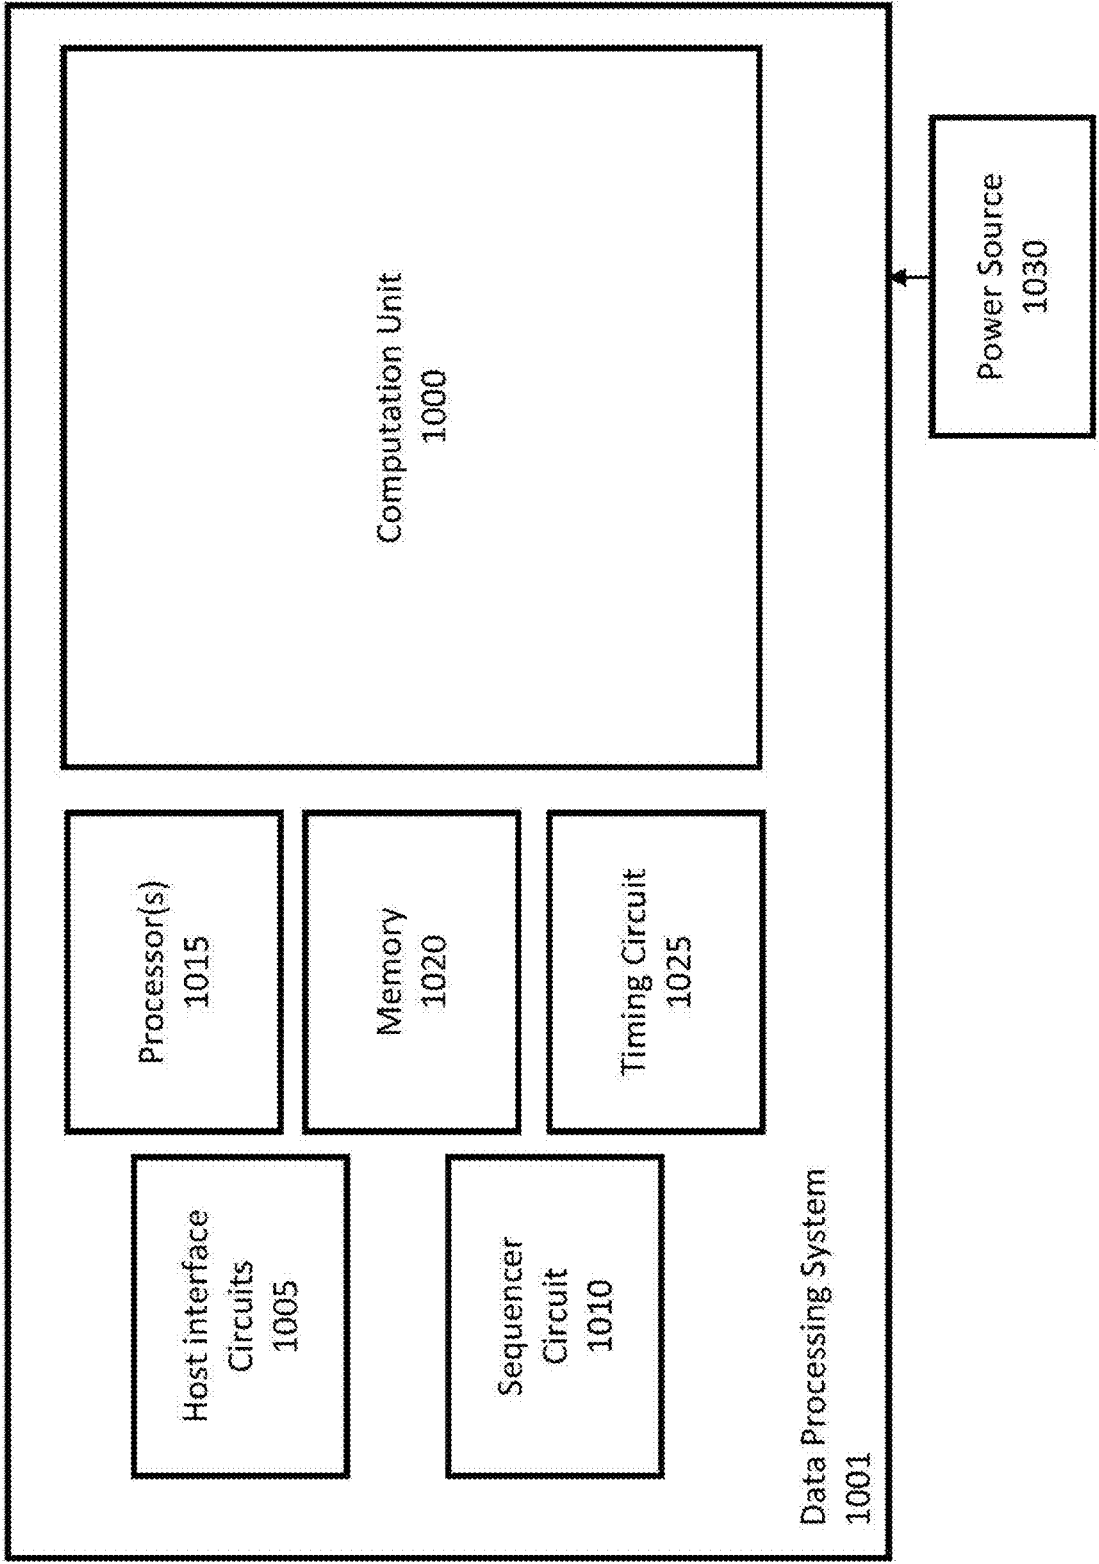 Host interface
Circuits
1005
Sequencer
Circuit
1010
Processor(s)
1015
Memory
1020
Timing Circuit
1025
Computation Unit
1000
Data Processing System
1001
Power Source
1030